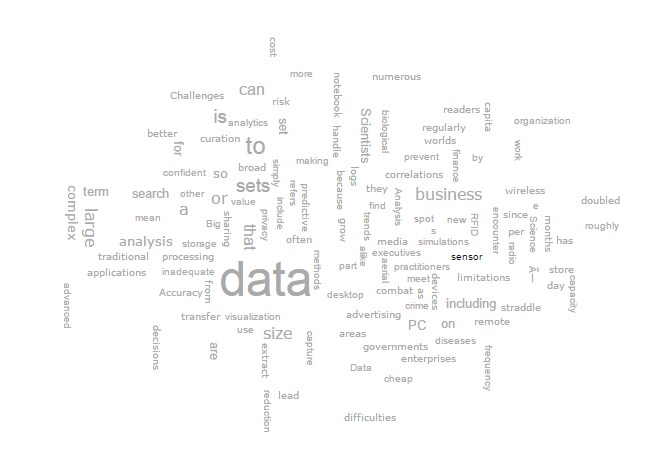 cost
more
numerous
notebook
can
Challenges
risk
readers
capita
organization
is
analytics
set
Scientists
biological
regularly
better
curation
to
handle
worlds
work
for
making
prevent
finance
by
confident
so
broad
simply
logs
correlations
because
they
sets
complex
term
search
other
or
value
include
refers
predictive
find
Analysis
business
wireless
doubled
e
large
mean
a
Big
sharing
privacy
that
grow
trends
spot
s
new
RFID
encounter
since
per
Science
months
roughly
analysis
storage
often
media
simulations
radio
has
traditional
processing
methods
alike
executives
sensor
applications
inadequate
data
part
aerial
practitioners
limitations
Ã—
store
day
capacity
meet
devices
advanced
Accuracy
from
desktop
combat
as
crime
including
straddle
transfer
visualization
advertising
PC
on
remote
decisions
use
size
capture
areas
diseases
are
extract
governments
enterprises
frequency
Data
cheap
reduction
lead
difficulties